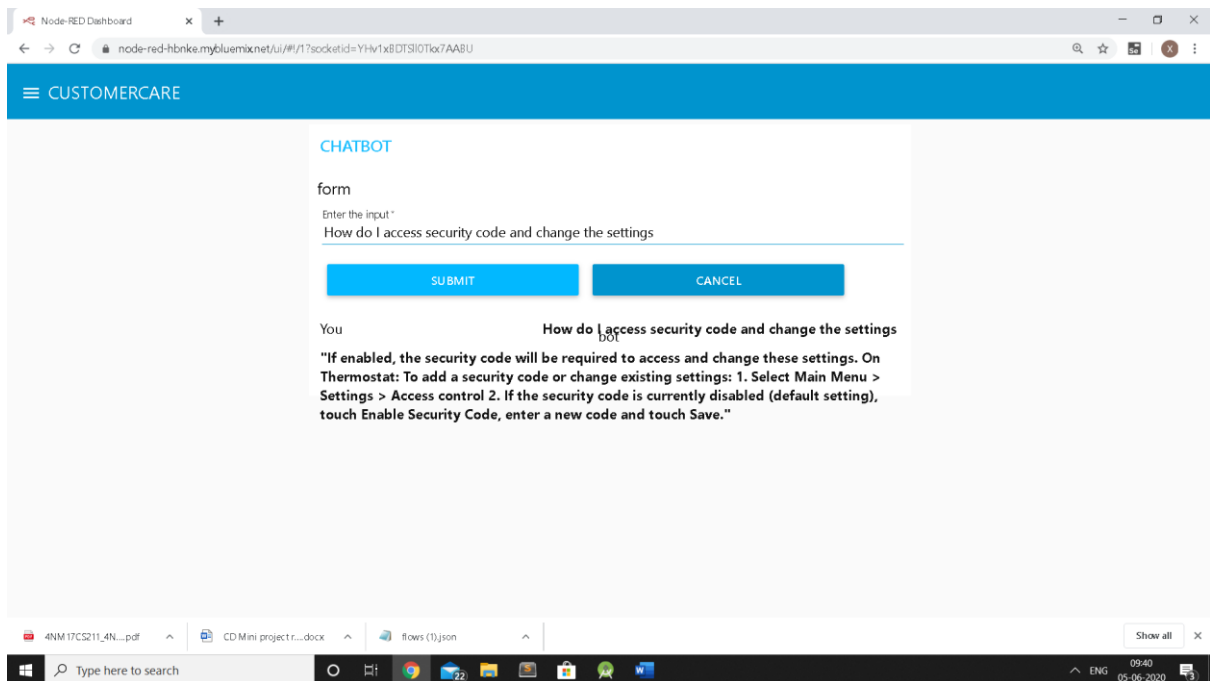 Node-RED Dashboard
node-red-hbnke.mybluemix.net/ui/#!/1?socketid=
X
CUSTOMERCARE
CHATBOT
form
Enter the input *
How do I access security code and change the settings
SUBMIT CANCEL
You How do I access security code and change the settings
bot
"If enabled, the security code will be required to access and change these settings. On
Thermostat: To add a security code or change existing settings: 1. Select Main Menu >
Settings > Access control 2. If the security code is currently disabled (default setting),
touch Enable Security Code, enter a new code and touch Save."
4NM17CS211_4N....pdf CD Mini project r....docx flows (1).json Show all
Type here to search 22 W ENG 09:40
05-06-2020 3